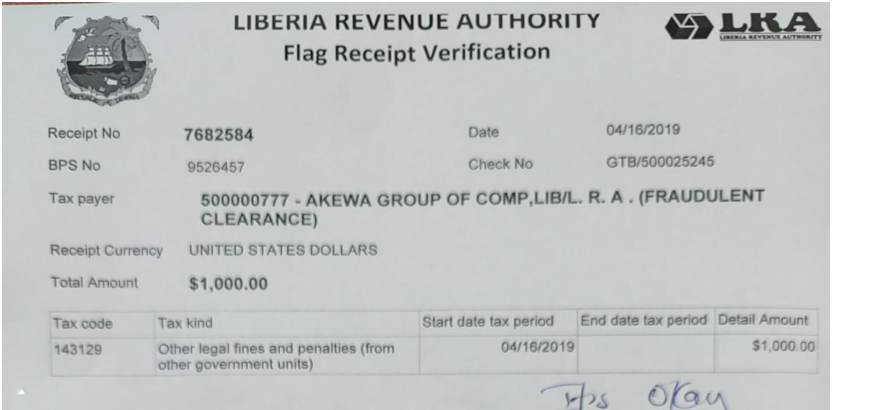 LIBERIA REVENUE AUTHORITY
LRA
LIBERIA REVENUE AUTHORITY
Flag Receipt Verification
Receipt No 7682584 Date 04/16/2019
BPS No 9526457 Check No GTB/500025245
Tax payer 500000777 - AKEWA GROUP OF COMP,LIB/L. R. A . (FRAUDULENT
CLEARANCE)
Receipt Currency UNITED STATES DOLLARS
Total Amount $1,000.00
Tax code Tax kind Start date tax period End date tax period Detail Amount
143129 Other legal fines and penalties (from 04/16/2019 $1,000.00
other government units)
Okay